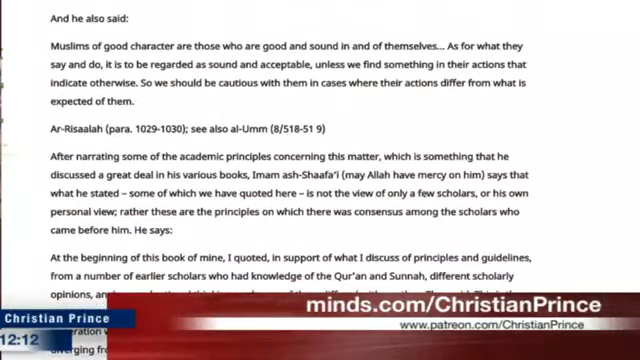 And he also said:
Muslims of good character are those who are good and sound in and of themselves... As for what they
say and do, it is to be regarded as sound and acceptable, unless we find something in their actions that
indicate otherwise. So we should be cautious with them in cases where their actions differ from what is
expected of them.
Ar-Risaalah (para. 1029-1030); see also al-Umm (8/518-51 9)
After narrating some of the academic principles concerning this matter, which is something that he
discussed a great deal in his various books, Imam ash-Shaafa'i (may Allah have mercy on him) says that
what he stated – some of which we have quoted here – is not the view of only a few scholars, or his own
personal view; rather these are the principles on which there was consensus among the scholars who
came before him. He says:
At the beginning of this book of mine, I quoted, in support of what I discuss of principles and guidelines,
from a number of earlier scholars who had knowledge of the Qur'an and Sunnah, different scholarly
opinions,
minds.com/ChristianPrince
Christian Prince
www.patreon.com/ChristianPrince
12:12
diverging